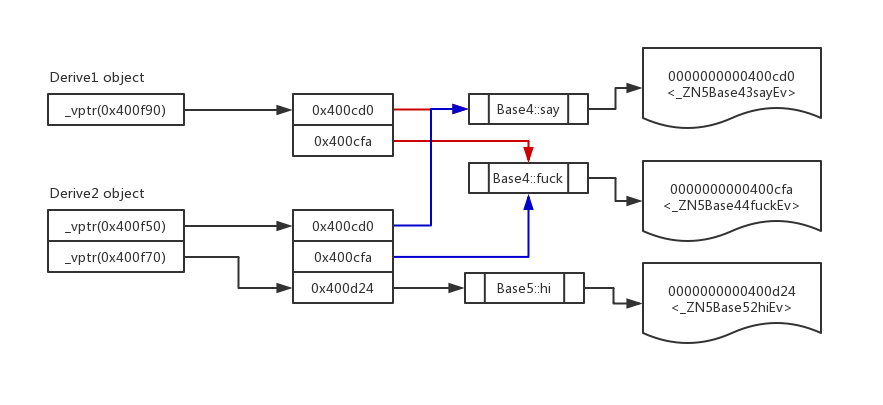 Derive1 object
_vptr(0x400f90)
0x400cd0
0x400cfa
Base4::say
0000000000400cd0
<_ZN5Base43sayEv>
Base4::fuck
0000000000400cfa
<_ZN5Base44fuckEv>
Derive2 object
_vptr(0x400f50)
_vptr(0x400f70)
0x400cd0
0x400cfa
0x400d24
Base5::hi
0000000000400d24
<_ZN5Base52hiEv>